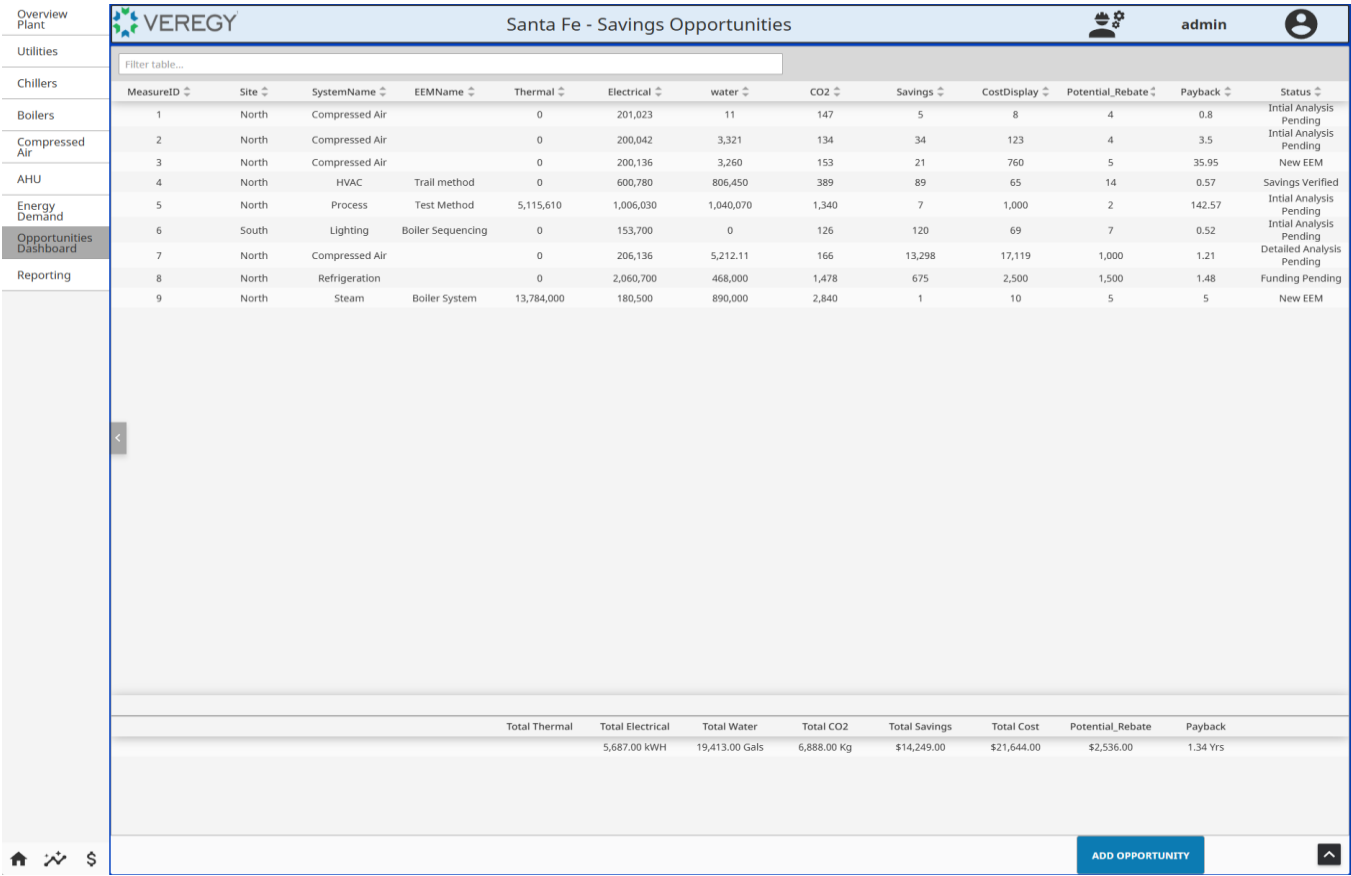 Overview
Plant
Utilities
Chillers
Boilers
Compressed
Air
AHU
Energy
Demand
Opportunities
Dashboard
Reporting
VEREGY
Santa Fe - Savings Opportunities
admin
Filter table...
MeasureID Site SystemName EEMName Thermal Electrical water CO2 Savings CostDisplay Potential_Rebate Payback Status
1 North Compressed Air 0 201,023 11 147 5 8 4 0.8 Intial Analysis
Pending
2 North Compressed Air 0 200,042 3,321 134 34 123 4 3.5 Intial Analysis
Pending
3 North Compressed Air 0 200,136 3,260 153 21 760 5 35.95 New EEM
4 North HVAC Trail method 0 600,780 806,450 389 89 65 14 0.57 Savings Verified
5 North Process Test Method 5,115,610 1,006,030 1,040,070 1,340 7 1,000 2 142.57 Intial Analysis
Pending
6 South Lighting Boiler Sequencing 0 153,700 0 126 120 69 7 0.52 Intial Analysis
Pending
7 North Compressed Air 0 206,136 5,212.11 166 13,298 17,119 1,000 1.21 Detailed Analysis
Pending
8 North Refrigeration 0 2,060,700 468,000 1,478 675 2,500 1,500 1.48 Funding Pending
9 North Steam Boiler System 13,784,000 180,500 890,000 2,840 1 10 5 5 New EEM
Total Thermal Total Electrical Total Water Total CO2 Total Savings Total Cost Potential_Rebate Payback
5,687.00 kWH 19,413.00 Gals 6,888.00 Kg $14,249.00 $21,644.00 $2,536.00 1.34 Yrs
ADD OPPORTUNITY